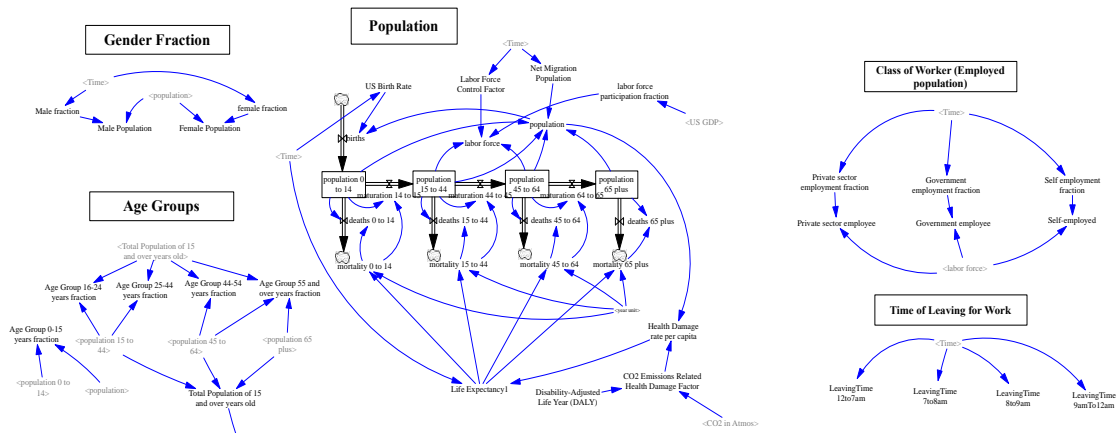 Gender Fraction
<Time>
<population>
Male fraction
female fraction
Male Population
Female Population
Age Groups
<Total Population of 15
and over years old>
Age Group 16-24
years fraction
Age Group 25-44
years fraction
Age Group 44-54
years fraction
Age Group 55 and
over years fraction
Age Group 0-15
years fraction
<population 15 to
44>
<population 45 to
64>
<population 65
plus>
<population 0 to
14>
<population>
Total Population of 15
and over years old
Population
<Time>
US Birth Rate
Labor Force
Control Factor
Net Migration
Population
labor force
participation fraction
<US GDP>
births
population
labor force
<Time>
population 0
to 14
population
15 to 44
population
45 to 64
population
65 plus
maturation 14 to 15
maturation 44 to 45
maturation 64 to 65
deaths 0 to 14
deaths 15 to 44
deaths 45 to 64
deaths 65 plus
mortality 0 to 14
mortality 15 to 44
mortality 45 to 64
mortality 65 plus
<year unit>
Health Damage
rate per capita
Life Expectancy1
Disability-Adjusted
Life Year (DALY)
CO2 Emissions Related
Health Damage Factor
<CO2 in Atmos>
Class of Worker (Employed
population)
<Time>
Private sector
employment fraction
Government
employment fraction
Self employment
fraction
Private sector employee
Government employee
Self-employed
<labor force>
Time of Leaving for Work
<Time>
LeavingTime
12to7am
LeavingTime
7to8am
LeavingTime
8to9am
LeavingTime
9amTo12am